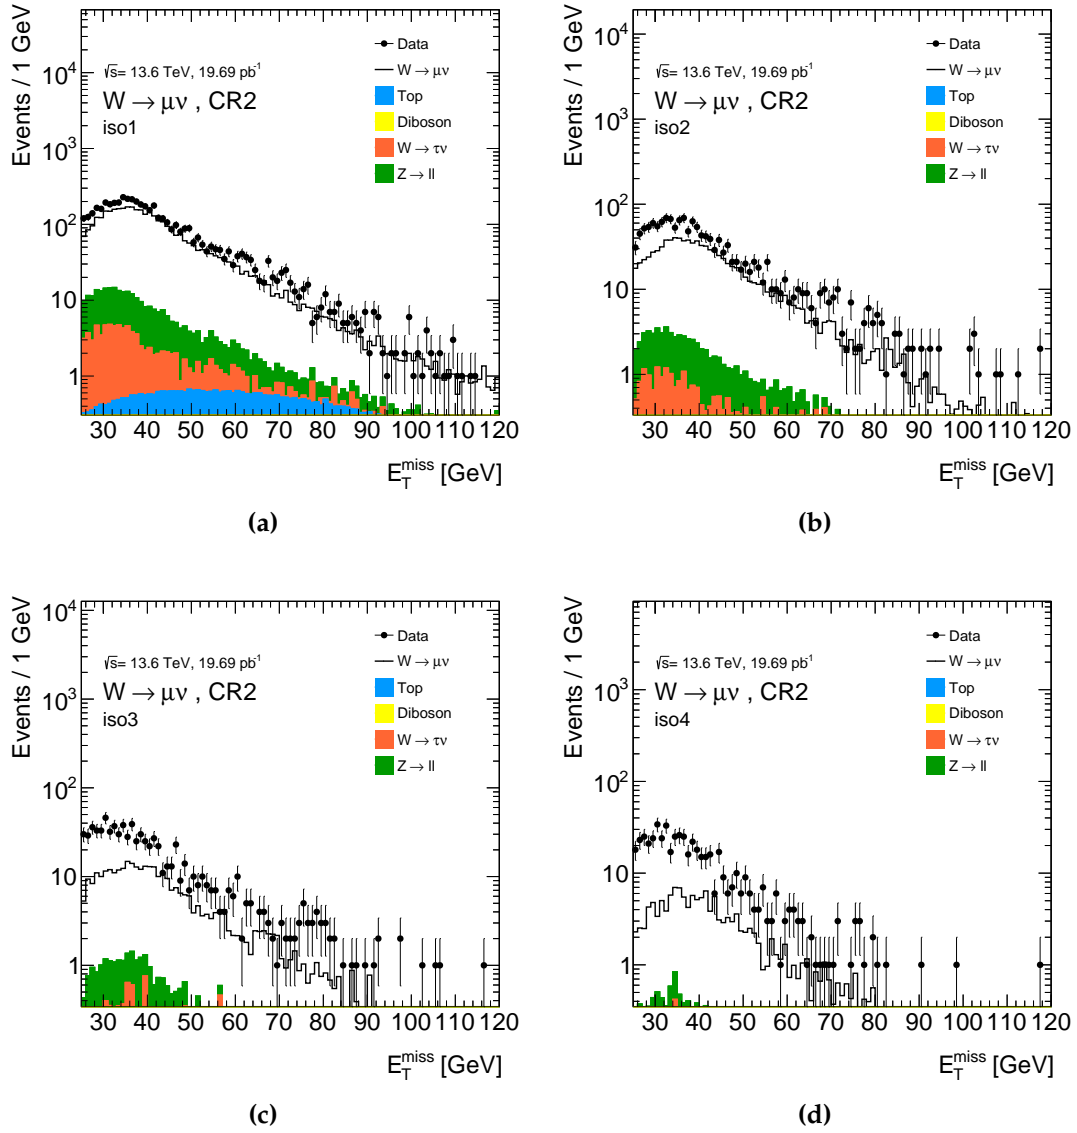 Events / 1 GeV
10⁴
10³
10²
10
1
√s= 13.6 TeV, 19.69 pb⁻¹
W → μν , CR2
iso1
Data
W → μν
Top
Diboson
W → τν
Z → ll
30 40 50 60 70 80 90 100 110 120
E_T^miss [GeV]
(a)
Events / 1 GeV
10⁴
10³
10²
10
1
√s= 13.6 TeV, 19.69 pb⁻¹
W → μν , CR2
iso2
Data
W → μν
Top
Diboson
W → τν
Z → ll
30 40 50 60 70 80 90 100 110 120
E_T^miss [GeV]
(b)
Events / 1 GeV
10⁴
10³
10²
10
1
√s= 13.6 TeV, 19.69 pb⁻¹
W → μν , CR2
iso3
Data
W → μν
Top
Diboson
W → τν
Z → ll
30 40 50 60 70 80 90 100 110 120
E_T^miss [GeV]
(c)
Events / 1 GeV
10³
10²
10
1
√s= 13.6 TeV, 19.69 pb⁻¹
W → μν , CR2
iso4
Data
W → μν
Top
Diboson
W → τν
Z → ll
30 40 50 60 70 80 90 100 110 120
E_T^miss [GeV]
(d)